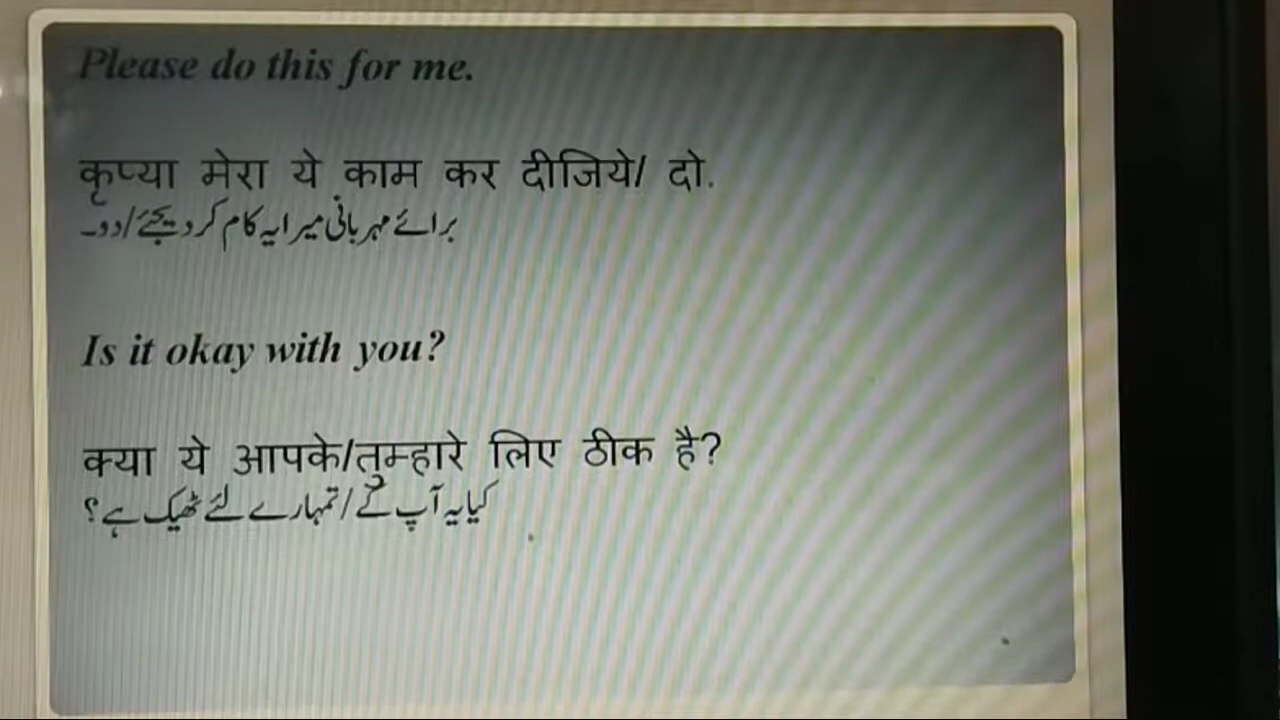 Please do this for me.
कृप्या मेरा ये काम कर दीजिये/ दो.
برائے مہربانی میرا یہ کام کر دیجئے/دو۔
Is it okay with you?
क्या ये आपके/तुम्हारे लिए ठीक है?
کیا یہ آپ کے/تمہارے لئے ٹھیک ہے؟